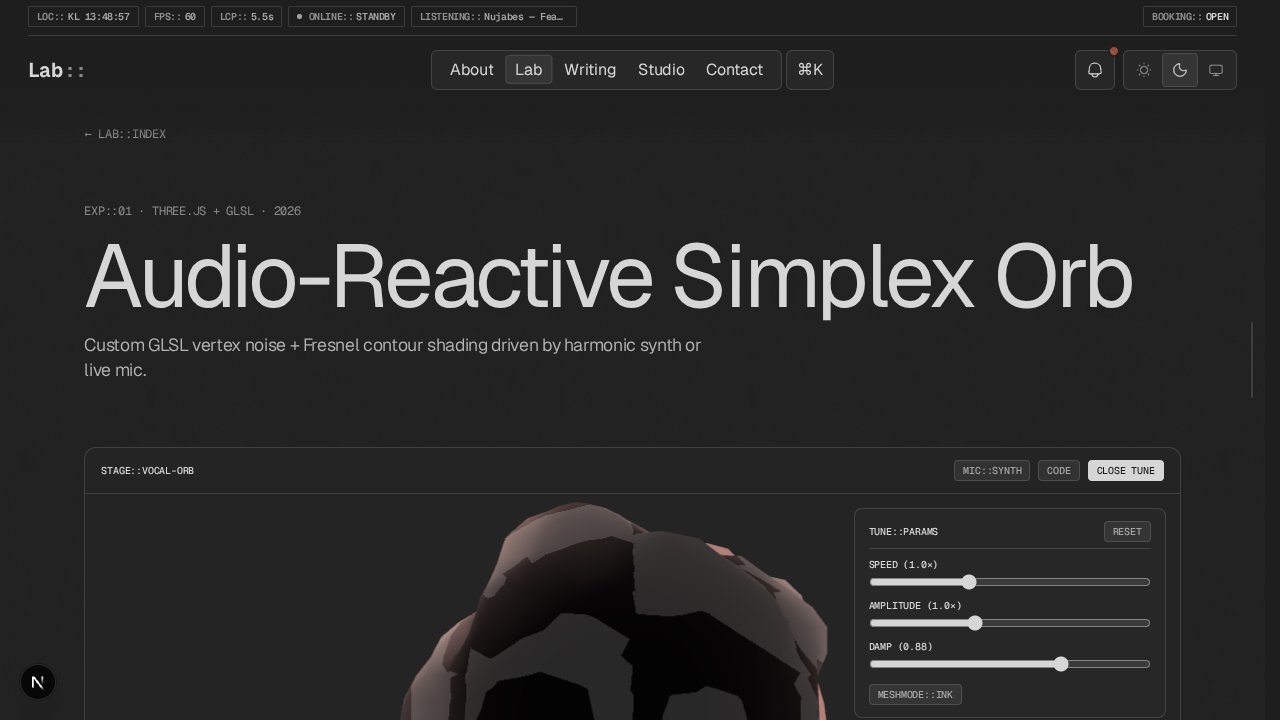 LOC:: KL 13:48:57
FPS:: 60
LCP:: 5.5s
ONLINE:: STANDBY
LISTENING:: Nujabes — Fea…
BOOKING:: OPEN
Lab::
About
Lab
Writing
Studio
Contact
⌘K
← LAB::INDEX
EXP::01 · THREE.JS + GLSL · 2026
Audio-Reactive Simplex Orb
Custom GLSL vertex noise + Fresnel contour shading driven by harmonic synth or
live mic.
STAGE::VOCAL-ORB
MIC::SYNTH
CODE
CLOSE TUNE
TUNE::PARAMS
RESET
SPEED (1.0×)
AMPLITUDE (1.0×)
DAMP (0.88)
MESHMODE::INK
N